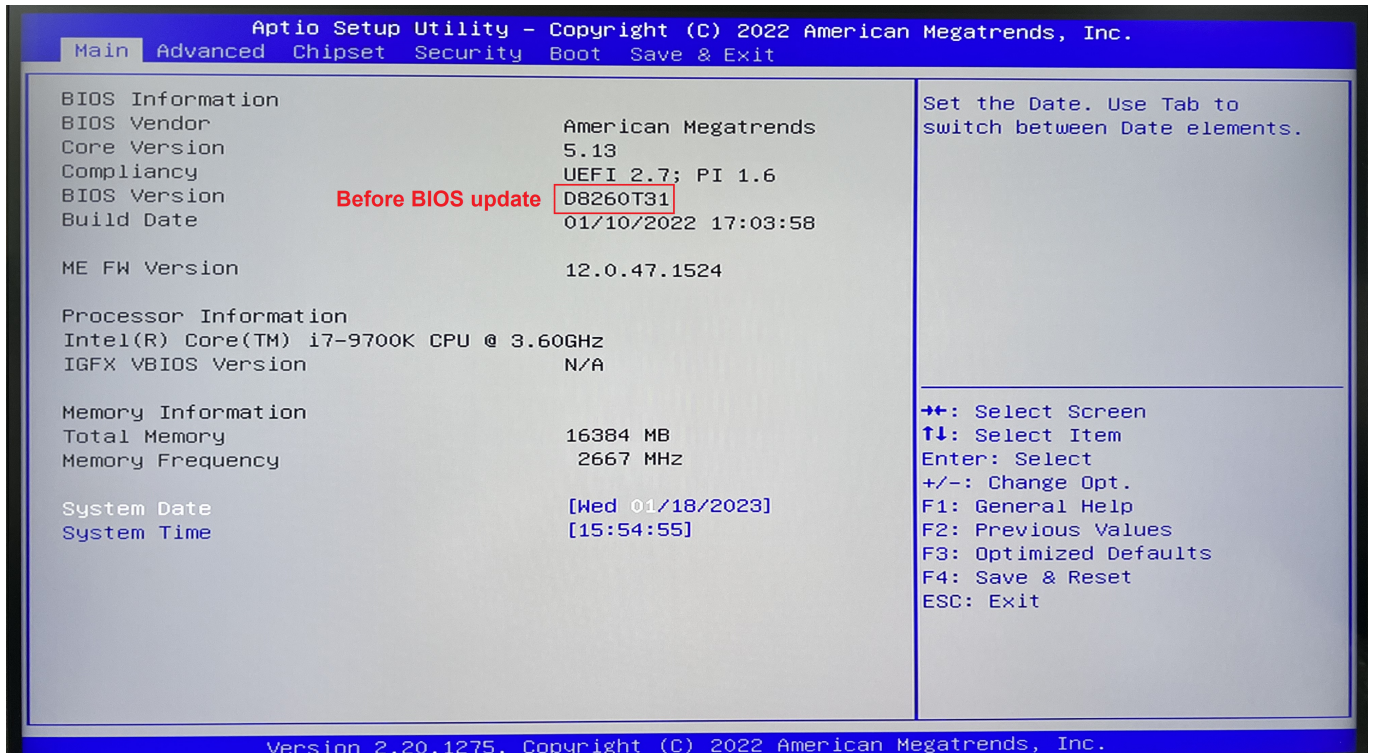 Aptio Setup Utility – Copyright (C) 2022 American Megatrends, Inc.
Main Advanced Chipset Security Boot Save & Exit
BIOS Information
BIOS Vendor American Megatrends
Core Version 5.13
Compliancy UEFI 2.7; PI 1.6
BIOS Version Before BIOS update D8260T31
Build Date 01/10/2022 17:03:58
ME FW Version 12.0.47.1524
Processor Information
Intel(R) Core(TM) i7-9700K CPU @ 3.60GHz
IGFX VBIOS Version N/A
Memory Information
Total Memory 16384 MB
Memory Frequency 2667 MHz
System Date [Wed 01/18/2023]
System Time [15:54:55]
Set the Date. Use Tab to
switch between Date elements.
→←: Select Screen
↑↓: Select Item
Enter: Select
+/-: Change Opt.
F1: General Help
F2: Previous Values
F3: Optimized Defaults
F4: Save & Reset
ESC: Exit
Version 2.20.1275. Copyright (C) 2022 American Megatrends, Inc.